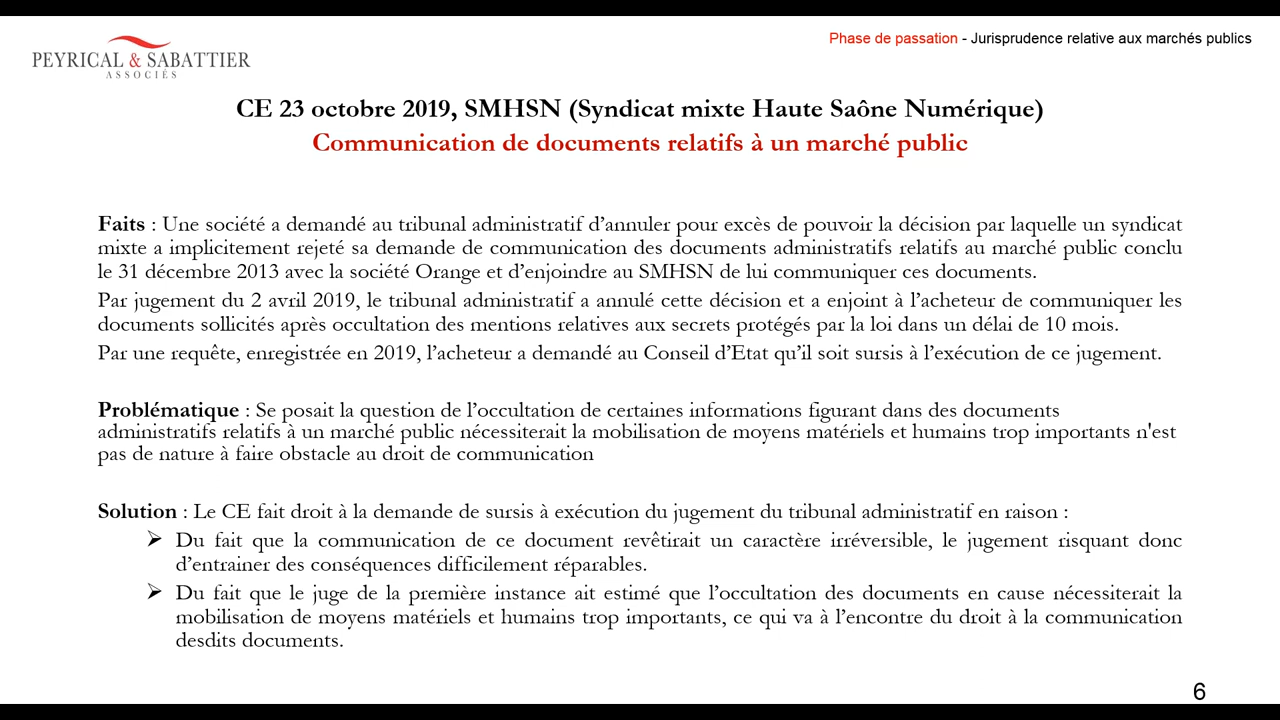 PEYRICAL & SABATTIER
ASSOCIÉS
Phase de passation - Jurisprudence relative aux marchés publics
CE 23 octobre 2019, SMHSN (Syndicat mixte Haute Saône Numérique)
Communication de documents relatifs à un marché public
Faits : Une société a demandé au tribunal administratif d’annuler pour excès de pouvoir la décision par laquelle un syndicat
mixte a implicitement rejeté sa demande de communication des documents administratifs relatifs au marché public conclu
le 31 décembre 2013 avec la société Orange et d’enjoindre au SMHSN de lui communiquer ces documents.
Par jugement du 2 avril 2019, le tribunal administratif a annulé cette décision et a enjoint à l’acheteur de communiquer les
documents sollicités après occultation des mentions relatives aux secrets protégés par la loi dans un délai de 10 mois.
Par une requête, enregistrée en 2019, l’acheteur a demandé au Conseil d’Etat qu’il soit sursis à l’exécution de ce jugement.
Problématique : Se posait la question de l’occultation de certaines informations figurant dans des documents
administratifs relatifs à un marché public nécessiterait la mobilisation de moyens matériels et humains trop importants n'est
pas de nature à faire obstacle au droit de communication
Solution : Le CE fait droit à la demande de sursis à exécution du jugement du tribunal administratif en raison :
➢ Du fait que la communication de ce document revêtirait un caractère irréversible, le jugement risquant donc
d’entrainer des conséquences difficilement réparables.
➢ Du fait que le juge de la première instance ait estimé que l’occultation des documents en cause nécessiterait la
mobilisation de moyens matériels et humains trop importants, ce qui va à l’encontre du droit à la communication
desdits documents.
6